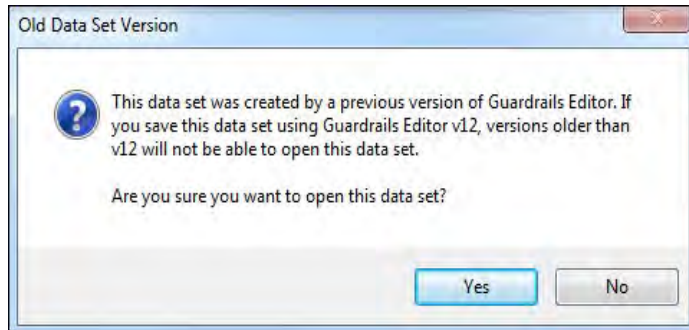 Old Data Set Version
This data set was created by a previous version of Guardrails Editor. If
you save this data set using Guardrails Editor v12, versions older than
v12 will not be able to open this data set.
Are you sure you want to open this data set?
Yes
No